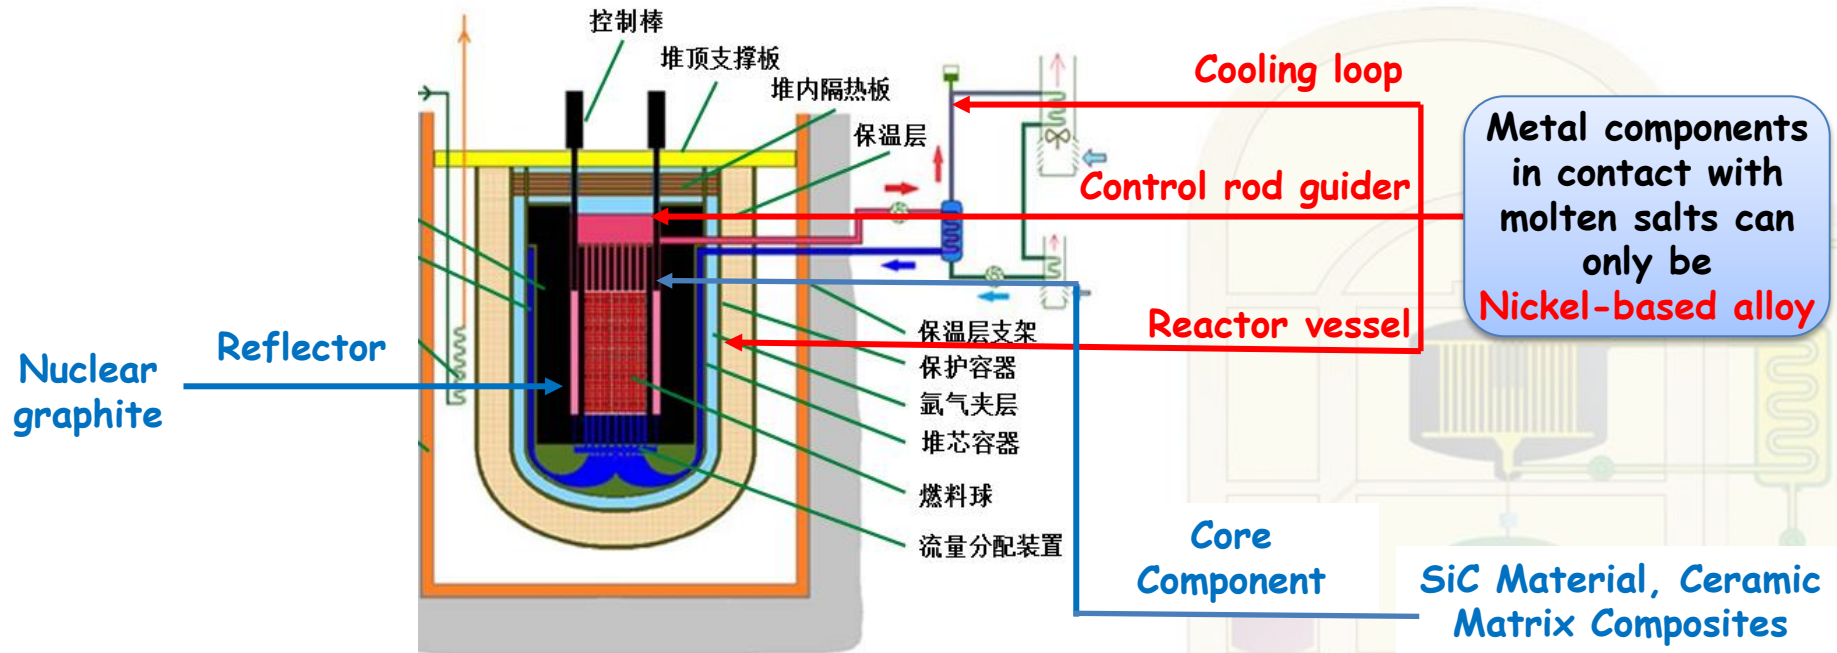 控制棒
堆顶支撑板
堆内隔热板
保温层
Cooling loop
Control rod guider
Reactor vessel
Metal components
in contact with
molten salts can
only be
Nickel-based alloy
Reflector
Nuclear
graphite
保温层支架
保护容器
氩气夹层
堆芯容器
燃料球
流量分配装置
Core
Component
SiC Material, Ceramic
Matrix Composites